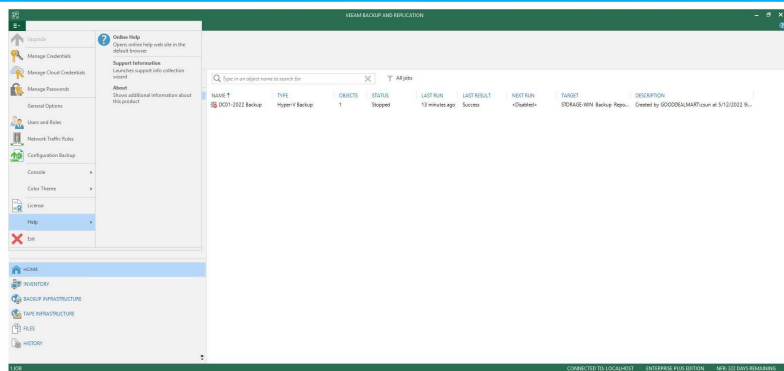 VEEAM BACKUP AND REPLICATION
Upgrade
Manage Credentials
Manage Cloud Credentials
Manage Passwords
General Options
Users and Roles
Network Traffic Rules
Configuration Backup
Console
Color Theme
License
Help
Exit
Online Help
Opens online help web site in the
default browser
Support Information
Launches support info collection
wizard
About
Shows additional information about
this product
Type in an object name to search for
All jobs
NAME TYPE OBJECTS STATUS LAST RUN LAST RESULT NEXT RUN TARGET DESCRIPTION
DC01-2022 Backup Hyper-V Backup 1 Stopped 13 minutes ago Success <Disabled> STORAGE-WIN Backup Repo... Created by GOODDEALMART\csun at 5/12/2022
HOME
INVENTORY
BACKUP INFRASTRUCTURE
TAPE INFRASTRUCTURE
FILES
HISTORY
1 JOB CONNECTED TO: LOCALHOST ENTERPRISE PLUS EDITION NFR: 322 DAYS REMAINING